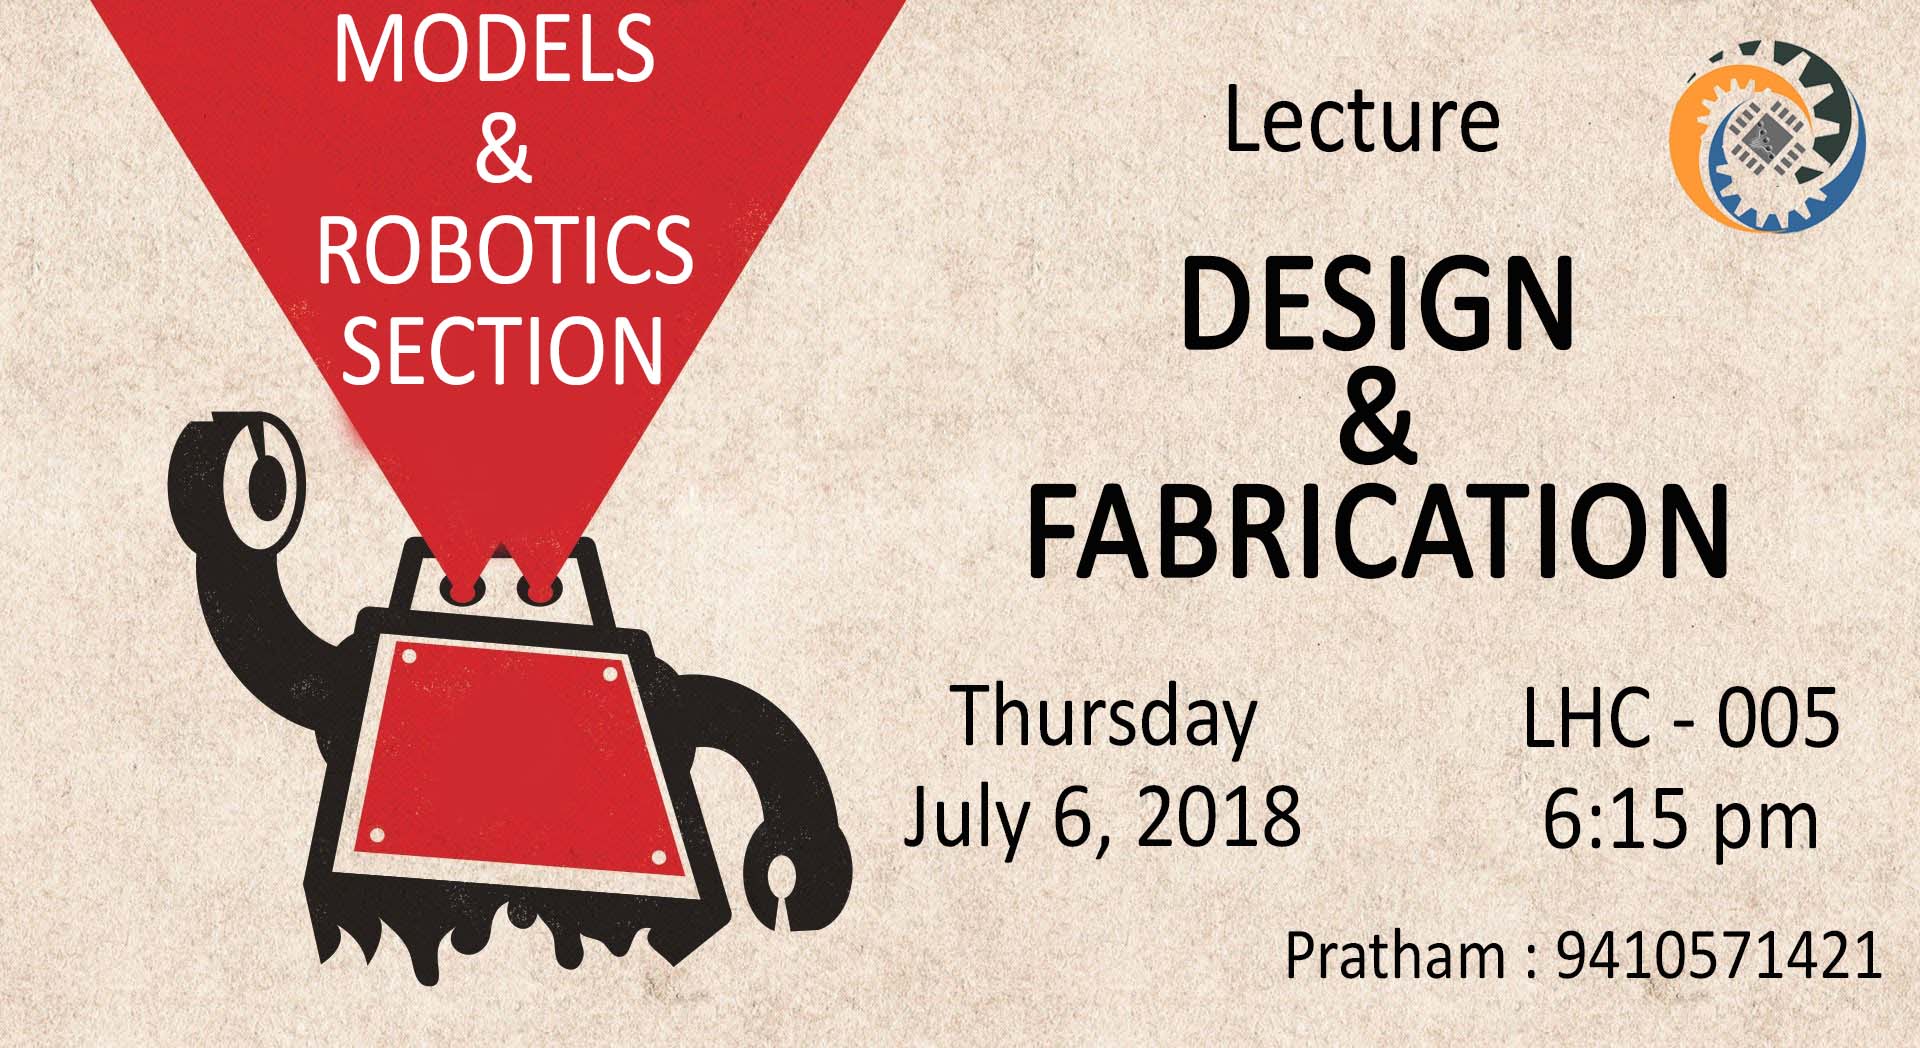 MODELS
&
ROBOTICS
SECTION
Lecture
DESIGN
&
FABRICATION
Thursday
July 6, 2018
LHC - 005
6:15 pm
Pratham : 9410571421